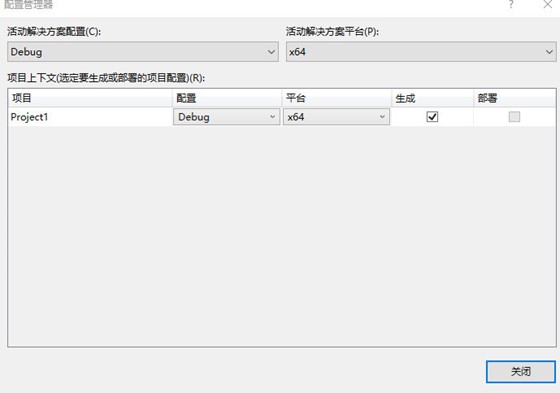 配置管理器
活动解决方案配置(C):
活动解决方案平台(P):
Debug
x64
项目上下文(选定要生成或部署的项目配置)(R):
项目 配置 平台 生成 部署
Project1 Debug x64
关闭